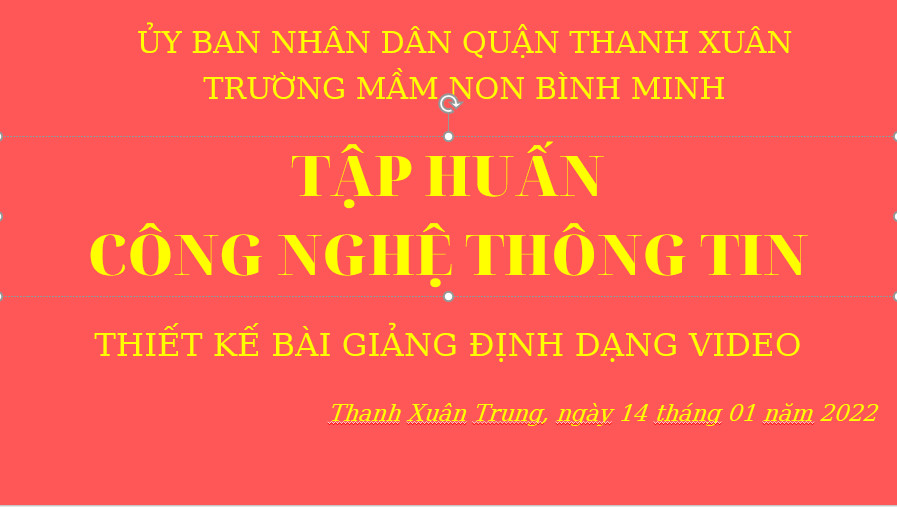 ỦY BAN NHÂN DÂN QUẬN THANH XUÂN
TRƯỜNG MẦM NON BÌNH MINH
TẬP HUẤN
CÔNG NGHỆ THÔNG TIN
THIẾT KẾ BÀI GIẢNG ĐỊNH DẠNG VIDEO
Thanh Xuân Trung, ngày 14 tháng 01 năm 2022